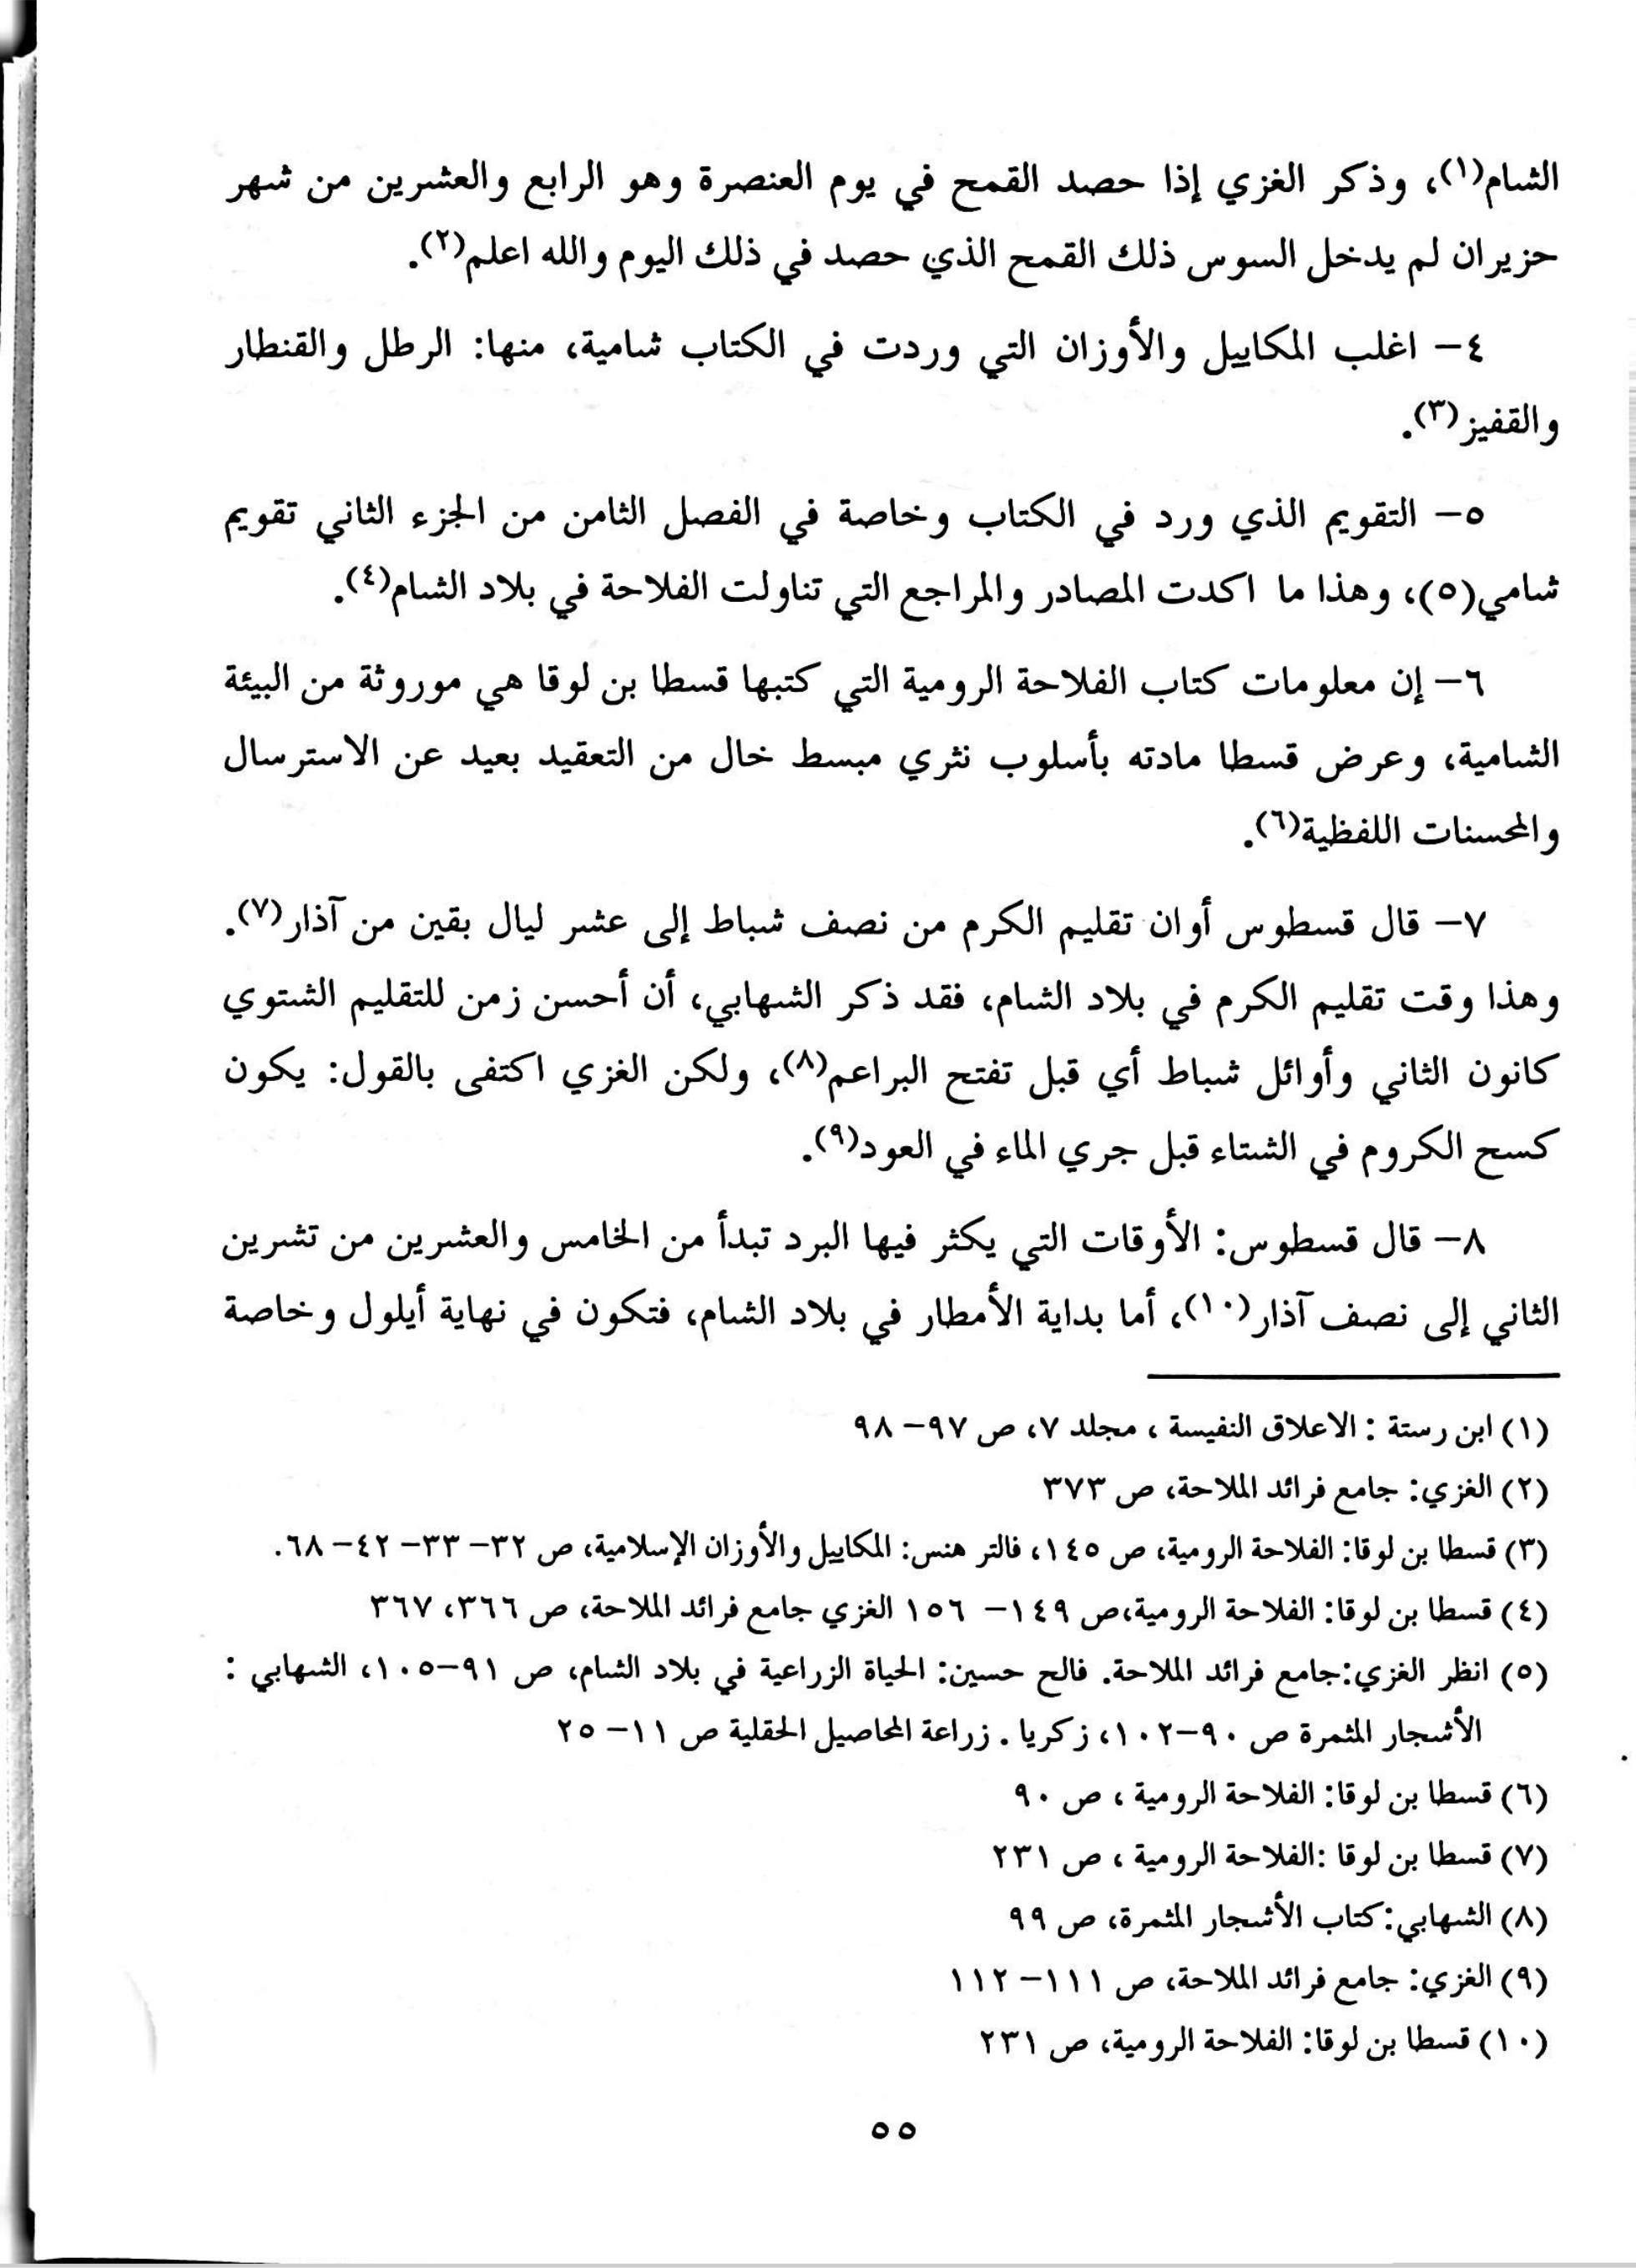 الشام(١)، وذكر الغزي إذا حصد القمح في يوم العنصرة وهو الرابع والعشرين من شهر
حزيران لم يدخل السوس ذلك القمح الذي حصد في ذلك اليوم والله اعلم(٢).
٤- اغلب المكاييل والأوزان التي وردت في الكتاب شامية، منها: الرطل والقنطار
والقفيز(٣).
٥- التقويم الذي ورد في الكتاب وخاصة في الفصل الثامن من الجزء الثاني تقويم
شامي(٥)، وهذا ما اكدت المصادر والمراجع التي تناولت الفلاحة في بلاد الشام(٤).
٦- إن معلومات كتاب الفلاحة الرومية التي كتبها قسطا بن لوقا هي موروثة من البيئة
الشامية، وعرض قسطا مادته بأسلوب نثري مبسط خال من التعقيد بعيد عن الاسترسال
والمحسنات اللفظية(٦).
٧- قال قسطوس أوان تقليم الكرم من نصف شباط إلى عشر ليال بقين من آذار(٧).
وهذا وقت تقليم الكرم في بلاد الشام، فقد ذكر الشهابي، أن أحسن زمن للتقليم الشتوي
كانون الثاني وأوائل شباط أي قبل تفتح البراعم(٨)، ولكن الغزي اكتفى بالقول: يكون
كسح الكروم في الشتاء قبل جري الماء في العود(٩).
٨- قال قسطوس: الأوقات التي يكثر فيها البرد تبدأ من الخامس والعشرين من تشرين
الثاني إلى نصف آذار(١٠)، أما بداية الأمطار في بلاد الشام، فتكون في نهاية أيلول وخاصة
(١) ابن رستة : الاعلاق النفيسة ، مجلد ٧، ص ٩٧- ٩٨
(٢) الغزي: جامع فرائد الملاحة، ص ٣٧٣
(٣) قسطا بن لوقا: الفلاحة الرومية، ص ١٤٥، فالتر هنس: المكاييل والأوزان الإسلامية، ص ٣٢- ٣٣- ٤٢- ٦٨.
(٤) قسطا بن لوقا: الفلاحة الرومية،ص ١٤٩- ١٥٦ الغزي جامع فرائد الملاحة، ص ٣٦٦، ٣٦٧
(٥) انظر الغزي:جامع فرائد الملاحة. فالح حسين: الحياة الزراعية في بلاد الشام، ص ٩١-١٠٥، الشهابي :
الأشجار المثمرة ص ٩٠-١٠٢، زكريا . زراعة المحاصيل الحقلية ص ١١- ٢٥
(٦) قسطا بن لوقا: الفلاحة الرومية ، ص ٩٠
(٧) قسطا بن لوقا :الفلاحة الرومية ، ص ٢٣١
(٨) الشهابي:كتاب الأشجار المثمرة، ص ٩٩
(٩) الغزي: جامع فرائد الملاحة، ص ١١١- ١١٢
(١٠) قسطا بن لوقا: الفلاحة الرومية، ص ٢٣١
٥٥